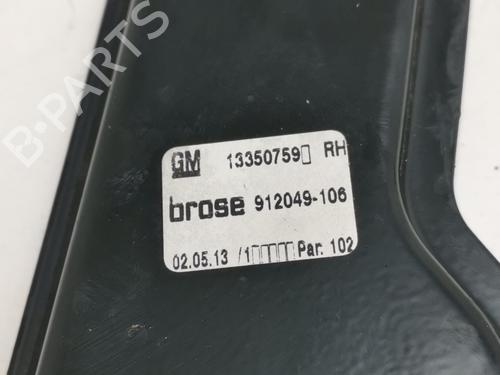 B-PARTS
GM 13350759▯ RH
brose 912049-106
02.05.13 /1▯▯▯▯▯Par. 102